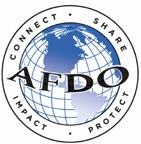 CONNECT · SHARE
AFDO
IMPACT · PROTECT